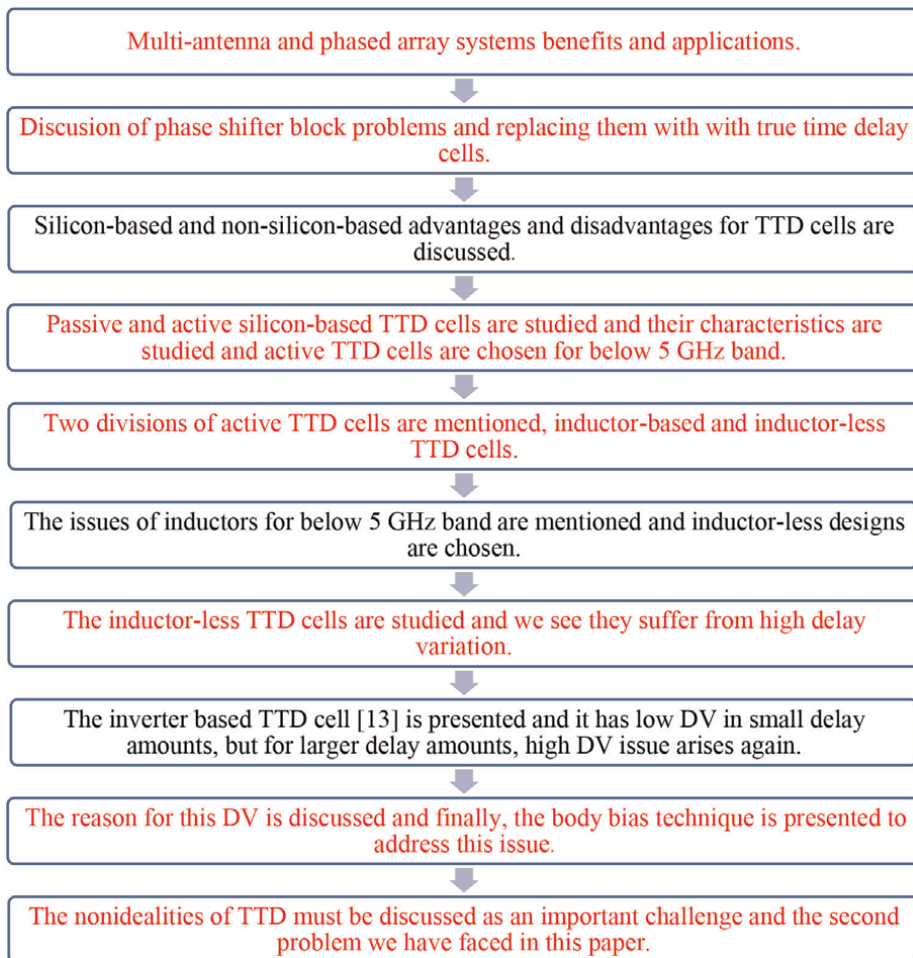 Multi-antenna and phased array systems benefits and applications.
Discusion of phase shifter block problems and replacing them with with true time delay
cells.
Silicon-based and non-silicon-based advantages and disadvantages for TTD cells are
discussed.
Passive and active silicon-based TTD cells are studied and their characteristics are
studied and active TTD cells are chosen for below 5 GHz band.
Two divisions of active TTD cells are mentioned, inductor-based and inductor-less
TTD cells.
The issues of inductors for below 5 GHz band are mentioned and inductor-less designs
are chosen.
The inductor-less TTD cells are studied and we see they suffer from high delay
variation.
The inverter based TTD cell [13] is presented and it has low DV in small delay
amounts, but for larger delay amounts, high DV issue arises again.
The reason for this DV is discussed and finally, the body bias technique is presented to
address this issue.
The nonidealities of TTD must be discussed as an important challenge and the second
problem we have faced in this paper.